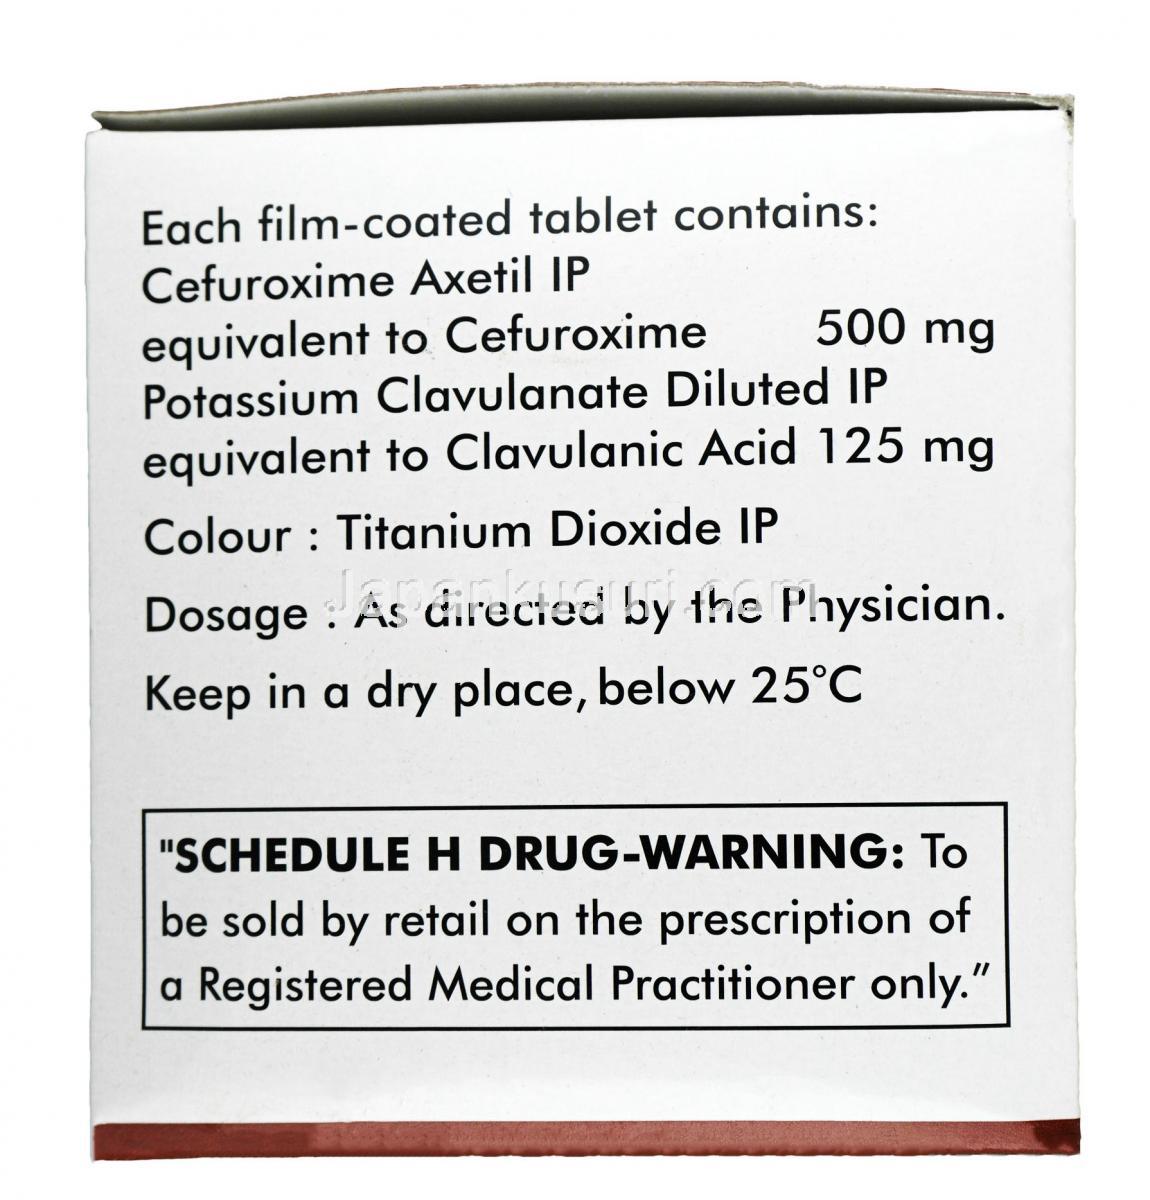 Each film-coated tablet contains:
Cefuroxime Axetil IP
equivalent to Cefuroxime 500 mg
Potassium Clavulanate Diluted IP
equivalent to Clavulanic Acid 125 mg
Colour : Titanium Dioxide IP
Japankusuri.com
Dosage : As directed by the Physician.
Keep in a dry place, below 25°C
"SCHEDULE H DRUG-WARNING: To
be sold by retail on the prescription of
a Registered Medical Practitioner only."